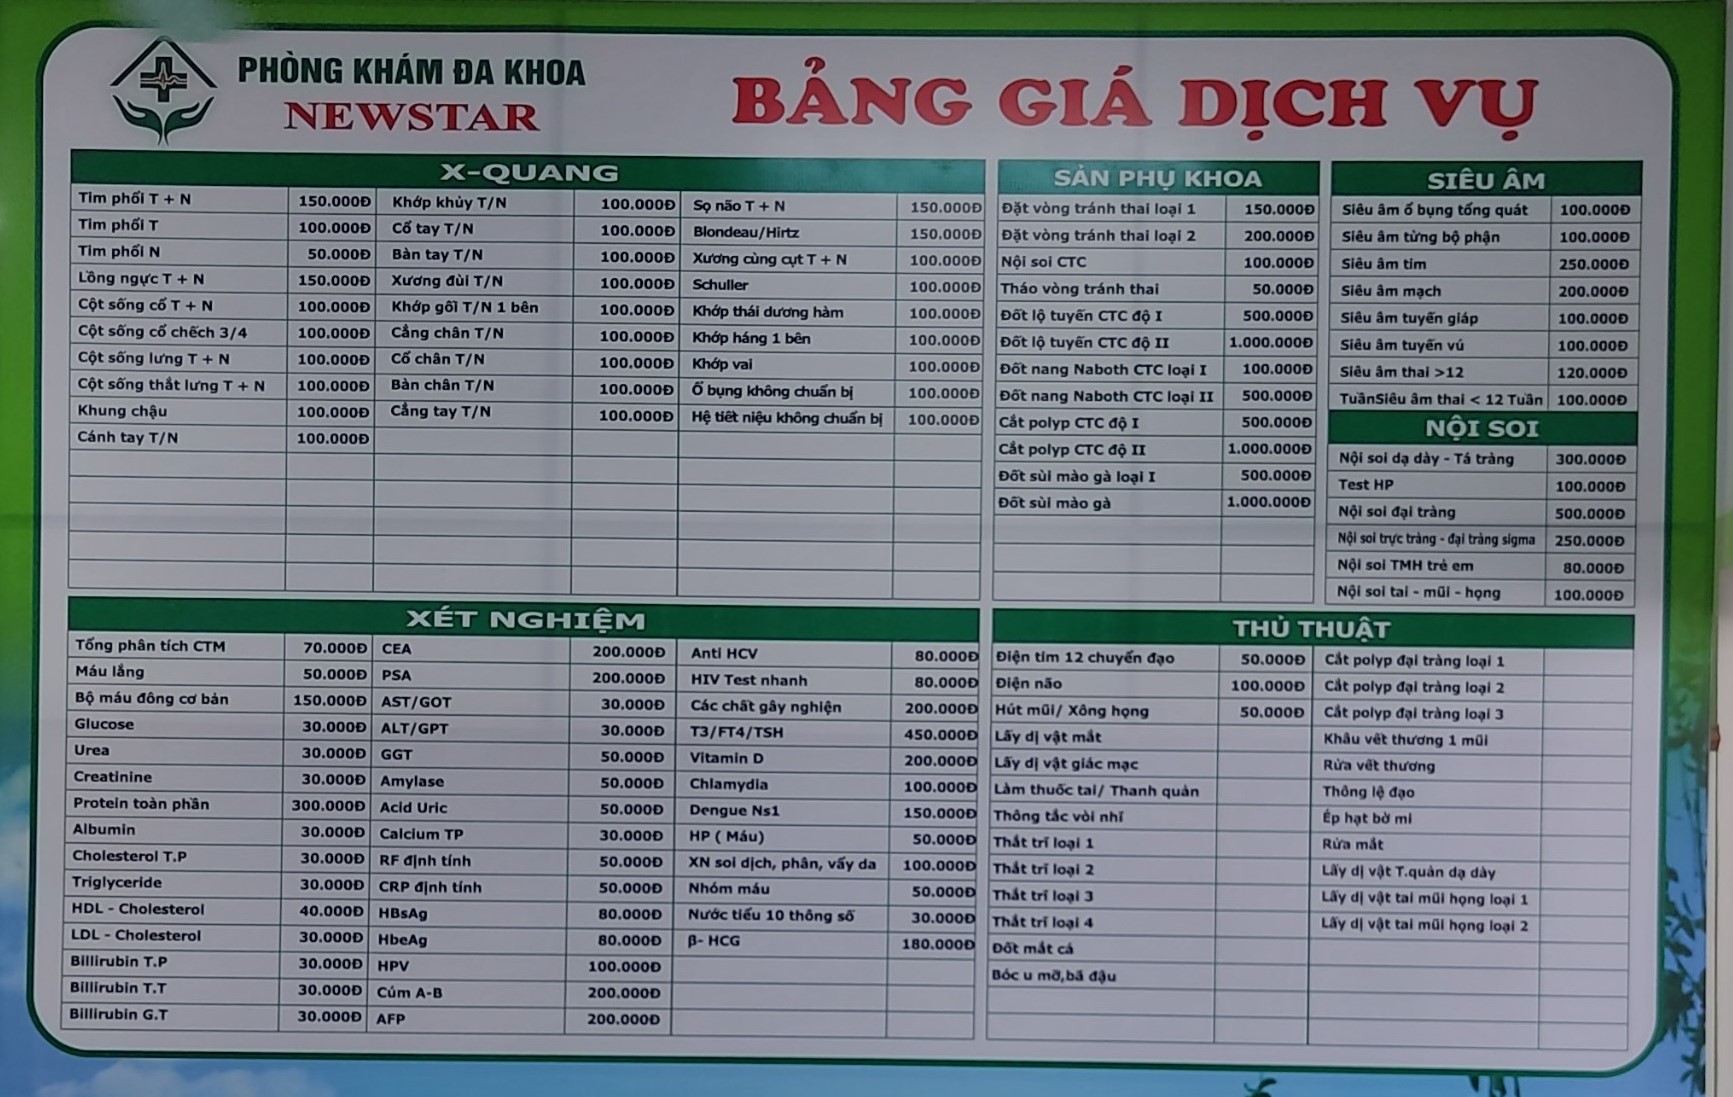 PHÒNG KHÁM ĐA KHOA
NEWSTAR
BẢNG GIÁ DỊCH VỤ
X-QUANG
Tim phổi T + N 150.000Đ Khớp khủy T/N 100.000Đ Sọ não T + N 150.000Đ
Tim phổi T 100.000Đ Cổ tay T/N 100.000Đ Blondeau/Hirtz 150.000Đ
Tim phổi N 50.000Đ Bàn tay T/N 100.000Đ Xương cùng cụt T + N 100.000Đ
Lồng ngực T + N 150.000Đ Xương đùi T/N 100.000Đ Schuller 100.000Đ
Cột sống cổ T + N 100.000Đ Khớp gối T/N 1 bên 100.000Đ Khớp thái dương hàm 100.000Đ
Cột sống cổ chếch 3/4 100.000Đ Cẳng chân T/N 100.000Đ Khớp háng 1 bên 100.000Đ
Cột sống lưng T + N 100.000Đ Cổ chân T/N 100.000Đ Khớp vai 100.000Đ
Cột sống thắt lưng T + N 100.000Đ Bàn chân T/N 100.000Đ Ổ bụng không chuẩn bị 100.000Đ
Khung chậu 100.000Đ Cẳng tay T/N 100.000Đ Hệ tiết niệu không chuẩn bị 100.000Đ
Cánh tay T/N 100.000Đ
SẢN PHỤ KHOA
Đặt vòng tránh thai loại 1 150.000Đ
Đặt vòng tránh thai loại 2 200.000Đ
Nội soi CTC 100.000Đ
Tháo vòng tránh thai 50.000Đ
Đốt lộ tuyến CTC độ I 500.000Đ
Đốt lộ tuyến CTC độ II 1.000.000Đ
Đốt nang Naboth CTC loại I 100.000Đ
Đốt nang Naboth CTC loại II 500.000Đ
Cắt polyp CTC độ I 500.000Đ
Cắt polyp CTC độ II 1.000.000Đ
Đốt sùi mào gà loại I 500.000Đ
Đốt sùi mào gà 1.000.000Đ
SIÊU ÂM
Siêu âm ổ bụng tổng quát 100.000Đ
Siêu âm từng bộ phận 100.000Đ
Siêu âm tim 250.000Đ
Siêu âm mạch 200.000Đ
Siêu âm tuyến giáp 100.000Đ
Siêu âm tuyến vú 100.000Đ
Siêu âm thai >12 120.000Đ
TuầnSiêu âm thai < 12 Tuần 100.000Đ
NỘI SOI
Nội soi dạ dày - Tá tràng 300.000Đ
Test HP 100.000Đ
Nội soi đại tràng 500.000Đ
Nội soi trực tràng - đại tràng sigma 250.000Đ
Nội soi TMH trẻ em 80.000Đ
Nội soi tai - mũi - họng 100.000Đ
XÉT NGHIỆM
Tổng phân tích CTM 70.000Đ CEA 200.000Đ Anti HCV 80.000Đ
Máu lắng 50.000Đ PSA 200.000Đ HIV Test nhanh 80.000Đ
Bộ máu đông cơ bản 150.000Đ AST/GOT 30.000Đ Các chất gây nghiện 200.000Đ
Glucose 30.000Đ ALT/GPT 30.000Đ T3/FT4/TSH 450.000Đ
Urea 30.000Đ GGT 50.000Đ Vitamin D 200.000Đ
Creatinine 30.000Đ Amylase 50.000Đ Chlamydia 100.000Đ
Protein toàn phần 300.000Đ Acid Uric 50.000Đ Dengue Ns1 150.000Đ
Albumin 30.000Đ Calcium TP 30.000Đ HP ( Máu) 50.000Đ
Cholesterol T.P 30.000Đ RF định tính 50.000Đ XN soi dịch, phân, vẩy da 100.000Đ
Triglyceride 30.000Đ CRP định tính 50.000Đ Nhóm máu 50.000Đ
HDL - Cholesterol 40.000Đ HBsAg 80.000Đ Nước tiểu 10 thông số 30.000Đ
LDL - Cholesterol 30.000Đ HbeAg 80.000Đ β- HCG 180.000Đ
Billirubin T.P 30.000Đ HPV 100.000Đ
Billirubin T.T 30.000Đ Cúm A-B 200.000Đ
Billirubin G.T 30.000Đ AFP 200.000Đ
THỦ THUẬT
Điện tim 12 chuyển đạo 50.000Đ Cắt polyp đại tràng loại 1
Điện não 100.000Đ Cắt polyp đại tràng loại 2
Hút mũi/ Xông họng 50.000Đ Cắt polyp đại tràng loại 3
Lấy dị vật mắt Khâu vết thương 1 mũi
Lấy dị vật giác mạc Rửa vết thương
Làm thuốc tai/ Thanh quản Thông lệ đạo
Thông tắc vòi nhĩ Ép hạt bờ mi
Thắt trĩ loại 1 Rửa mắt
Thắt trĩ loại 2 Lấy dị vật T.quản dạ dày
Thắt trĩ loại 3 Lấy dị vật tai mũi họng loại 1
Thắt trĩ loại 4 Lấy dị vật tai mũi họng loại 2
Đốt mắt cá
Bóc u mỡ,bã đậu